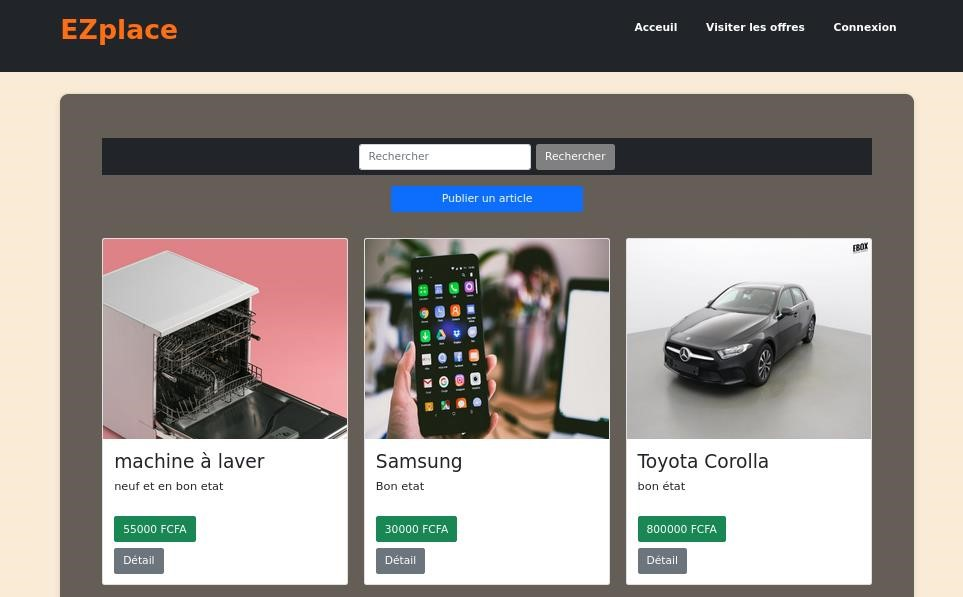 EZplace
Acceuil Visiter les offres Connexion
Rechercher Rechercher
Publier un article
EBOX
machine à laver
neuf et en bon etat
55000 FCFA
Détail
Samsung
Bon etat
30000 FCFA
Détail
Toyota Corolla
bon état
800000 FCFA
Détail